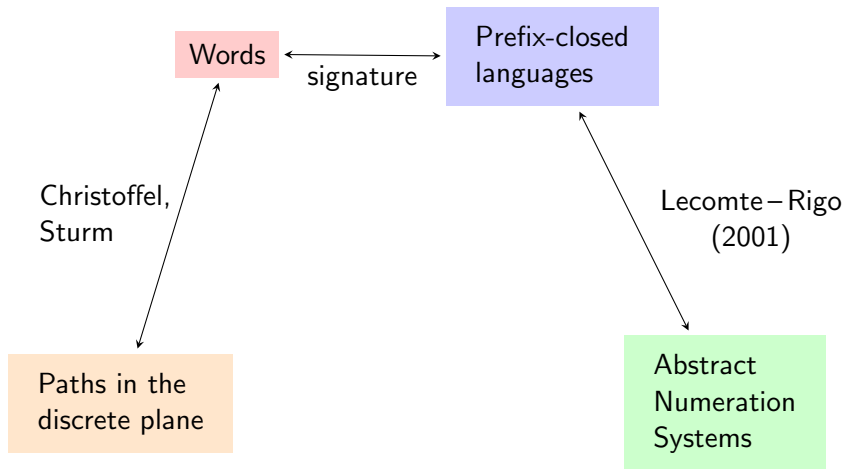 Words
signature
Prefix-closed
languages
Christoffel,
Sturm
Lecomte – Rigo
(2001)
Paths in the
discrete plane
Abstract
Numeration
Systems